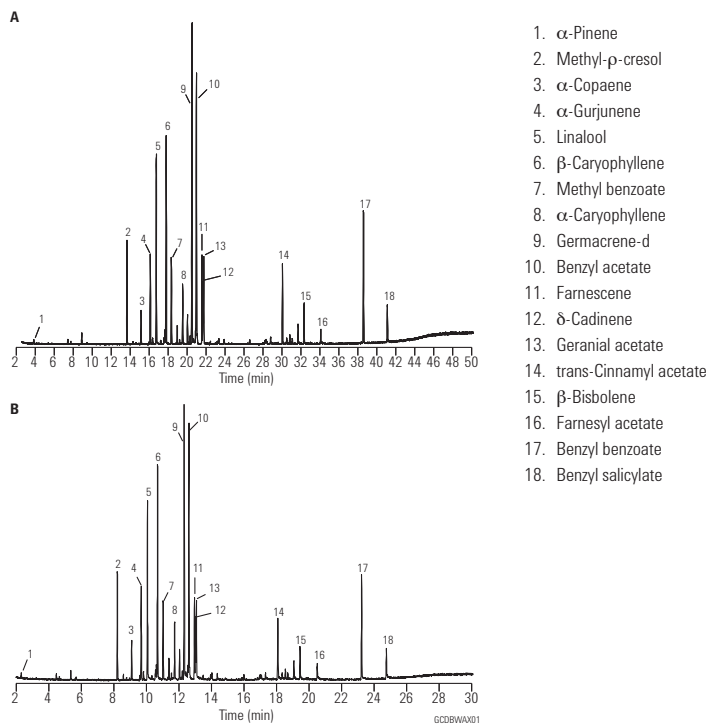 A
1
2
3
4
5
6
7
8
9
10
11
13
12
14
15
16
17
18
2 4 6 8 10 12 14 16 18 20 22 24 26 28 30 32 34 36 38 40 42 44 46 48 50
Time (min)
B
1
2
3
4
5
6
7
8
9
10
11
13
12
14
15
16
17
18
2 4 6 8 10 12 14 16 18 20 22 24 26 28 30
Time (min)
GCDBWAX01
1. α-Pinene
2. Methyl-ρ-cresol
3. α-Copaene
4. α-Gurjunene
5. Linalool
6. β-Caryophyllene
7. Methyl benzoate
8. α-Caryophyllene
9. Germacrene-d
10. Benzyl acetate
11. Farnescene
12. δ-Cadinene
13. Geranial acetate
14. trans-Cinnamyl acetate
15. β-Bisbolene
16. Farnesyl acetate
17. Benzyl benzoate
18. Benzyl salicylate